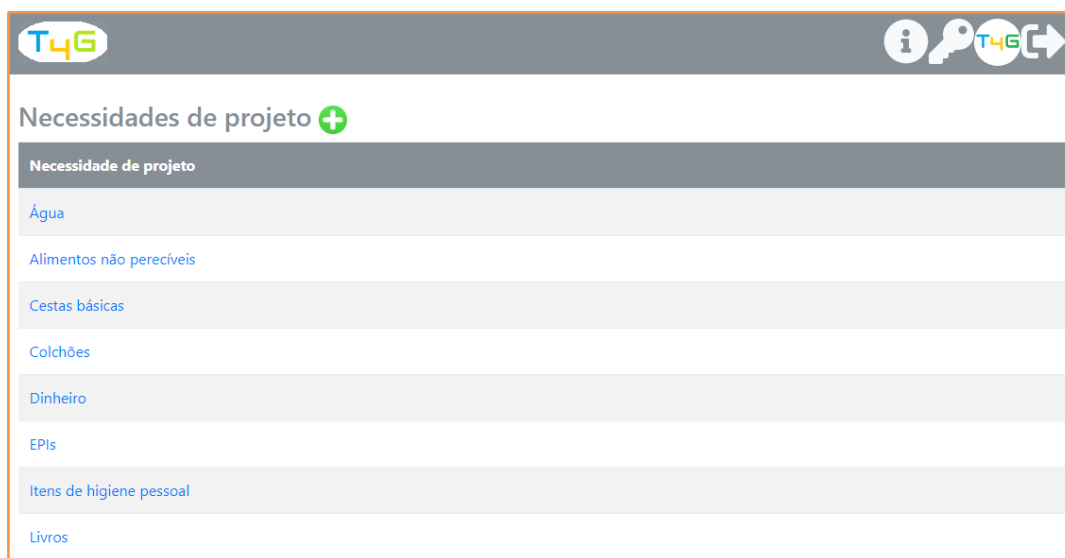 T4G
T4G
Necessidades de projeto
Necessidade de projeto
Água
Alimentos não perecíveis
Cestas básicas
Colchões
Dinheiro
EPIs
Itens de higiene pessoal
Livros